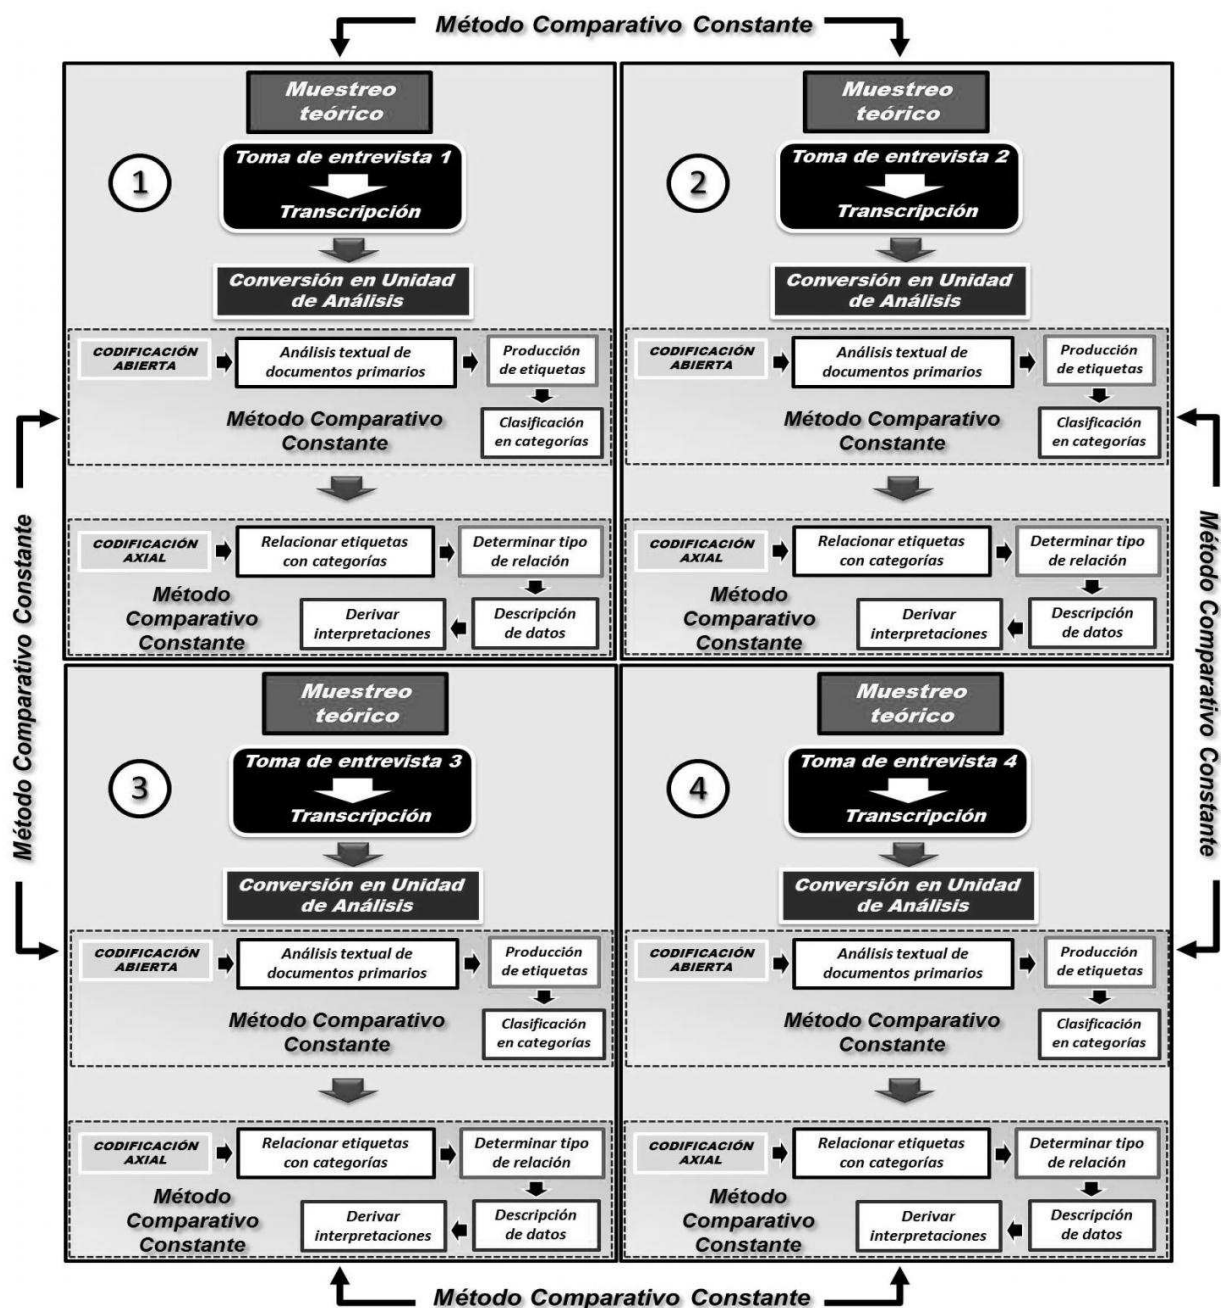 Método Comparativo Constante
Muestreo
teórico
Toma de entrevista 1
1
Transcripción
Conversión en Unidad
de Análisis
CODIFICACIÓN
ABIERTA
Análisis textual de
documentos primarios
Producción
de etiquetas
Método Comparativo
Constante
Clasificación
en categorías
CODIFICACIÓN
AXIAL
Relacionar etiquetas
con categorías
Determinar tipo
de relación
Método
Comparativo
Constante
Derivar
interpretaciones
Descripción
de datos
Muestreo
teórico
Toma de entrevista 2
2
Transcripción
Conversión en Unidad
de Análisis
CODIFICACIÓN
ABIERTA
Análisis textual de
documentos primarios
Producción
de etiquetas
Método Comparativo
Constante
Clasificación
en categorías
CODIFICACIÓN
AXIAL
Relacionar etiquetas
con categorías
Determinar tipo
de relación
Método
Comparativo
Constante
Derivar
interpretaciones
Descripción
de datos
Método Comparativo Constante
Método Comparativo Constante
Muestreo
teórico
Toma de entrevista 3
3
Transcripción
Conversión en Unidad
de Análisis
CODIFICACIÓN
ABIERTA
Análisis textual de
documentos primarios
Producción
de etiquetas
Método Comparativo
Constante
Clasificación
en categorías
CODIFICACIÓN
AXIAL
Relacionar etiquetas
con categorías
Determinar tipo
de relación
Método
Comparativo
Constante
Derivar
interpretaciones
Descripción
de datos
Muestreo
teórico
Toma de entrevista 4
4
Transcripción
Conversión en Unidad
de Análisis
CODIFICACIÓN
ABIERTA
Análisis textual de
documentos primarios
Producción
de etiquetas
Método Comparativo
Constante
Clasificación
en categorías
CODIFICACIÓN
AXIAL
Relacionar etiquetas
con categorías
Determinar tipo
de relación
Método
Comparativo
Constante
Derivar
interpretaciones
Descripción
de datos
Método Comparativo Constante